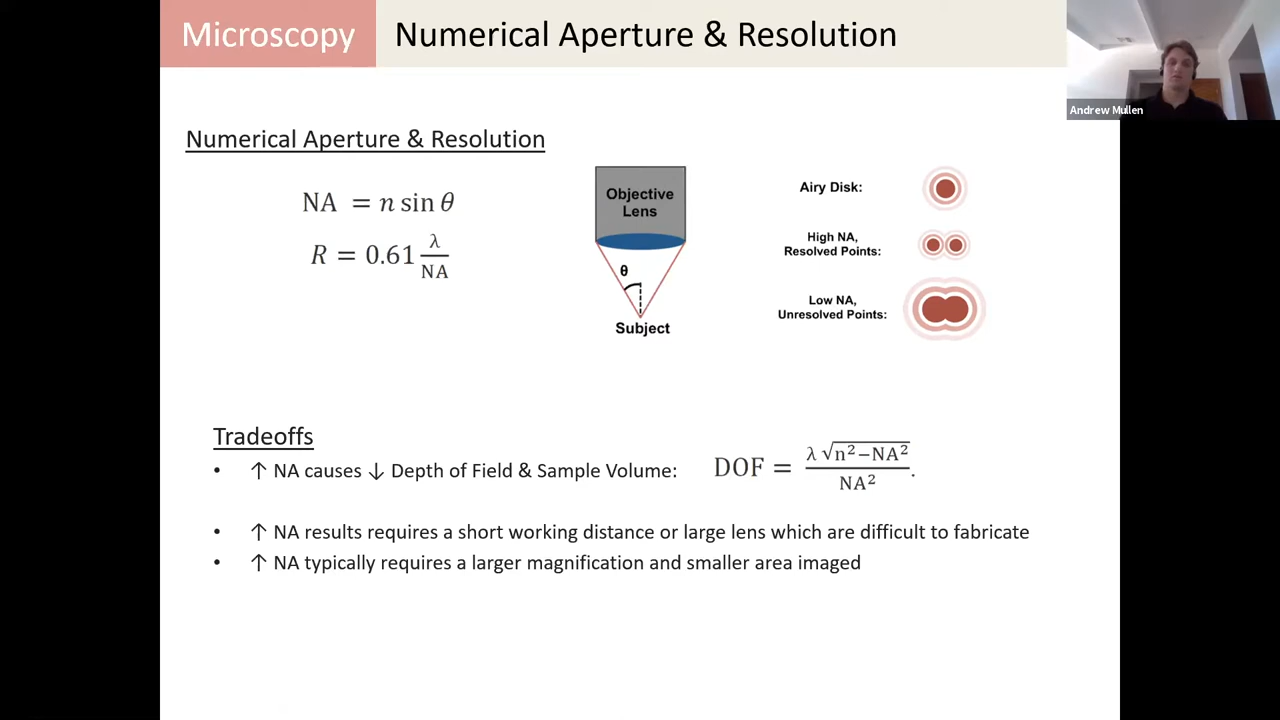 Microscopy
Numerical Aperture & Resolution
Andrew Mullen
Numerical Aperture & Resolution
NA = n sin θ
R = 0.61 λ/NA
Objective
Lens
θ
Subject
Airy Disk:
High NA,
Resolved Points:
Low NA,
Unresolved Points:
Tradeoffs
• ↑ NA causes ↓ Depth of Field & Sample Volume:
DOF = λ √n²−NA² / NA² .
• ↑ NA results requires a short working distance or large lens which are difficult to fabricate
• ↑ NA typically requires a larger magnification and smaller area imaged